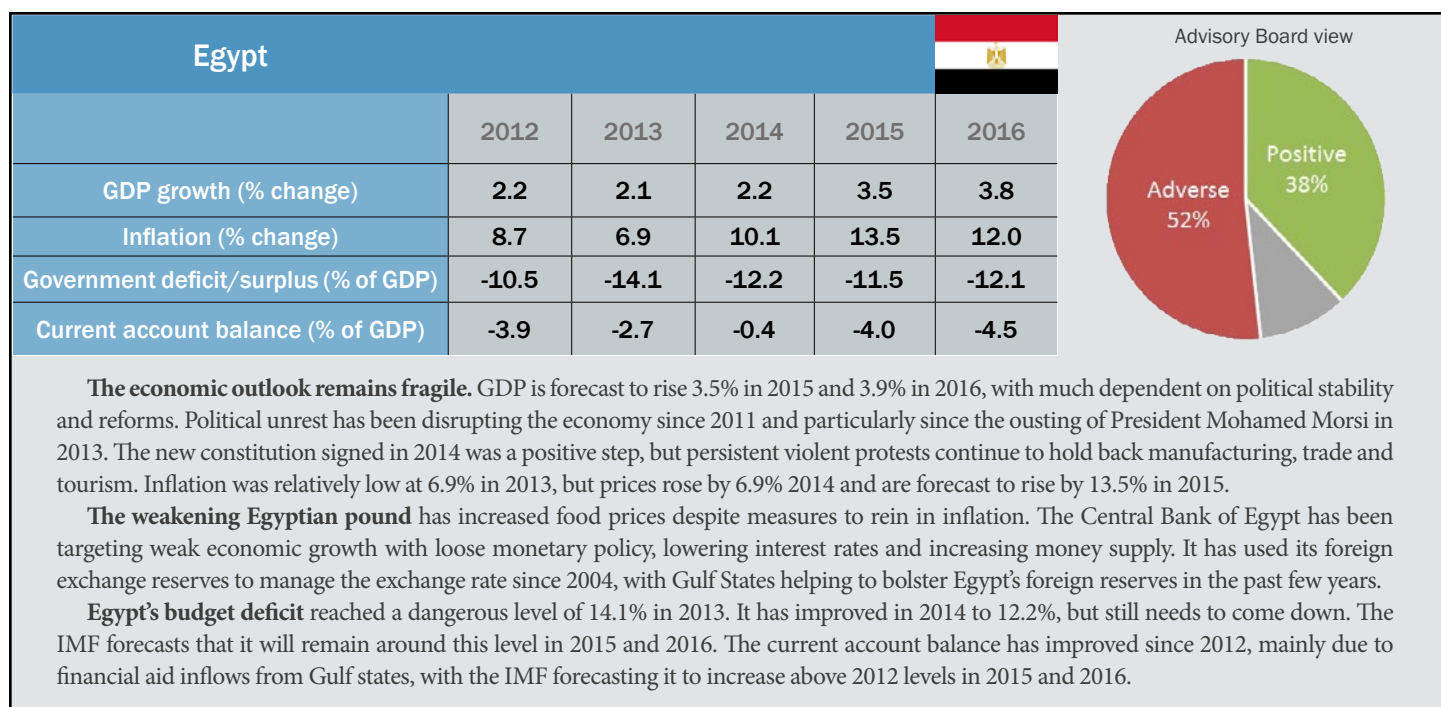 Egypt
2012 2013 2014 2015 2016
GDP growth (% change) 2.2 2.1 2.2 3.5 3.8
Inflation (% change) 8.7 6.9 10.1 13.5 12.0
Government deficit/surplus (% of GDP) -10.5 -14.1 -12.2 -11.5 -12.1
Current account balance (% of GDP) -3.9 -2.7 -0.4 -4.0 -4.5
Advisory Board view
Positive
38%
Adverse
52%
The economic outlook remains fragile. GDP is forecast to rise 3.5% in 2015 and 3.9% in 2016, with much dependent on political stability
and reforms. Political unrest has been disrupting the economy since 2011 and particularly since the ousting of President Mohamed Morsi in
2013. The new constitution signed in 2014 was a positive step, but persistent violent protests continue to hold back manufacturing, trade and
tourism. Inflation was relatively low at 6.9% in 2013, but prices rose by 6.9% 2014 and are forecast to rise by 13.5% in 2015.
The weakening Egyptian pound has increased food prices despite measures to rein in inflation. The Central Bank of Egypt has been
targeting weak economic growth with loose monetary policy, lowering interest rates and increasing money supply. It has used its foreign
exchange reserves to manage the exchange rate since 2004, with Gulf States helping to bolster Egypt's foreign reserves in the past few years.
Egypt's budget deficit reached a dangerous level of 14.1% in 2013. It has improved in 2014 to 12.2%, but still needs to come down. The
IMF forecasts that it will remain around this level in 2015 and 2016. The current account balance has improved since 2012, mainly due to
financial aid inflows from Gulf states, with the IMF forecasting it to increase above 2012 levels in 2015 and 2016.